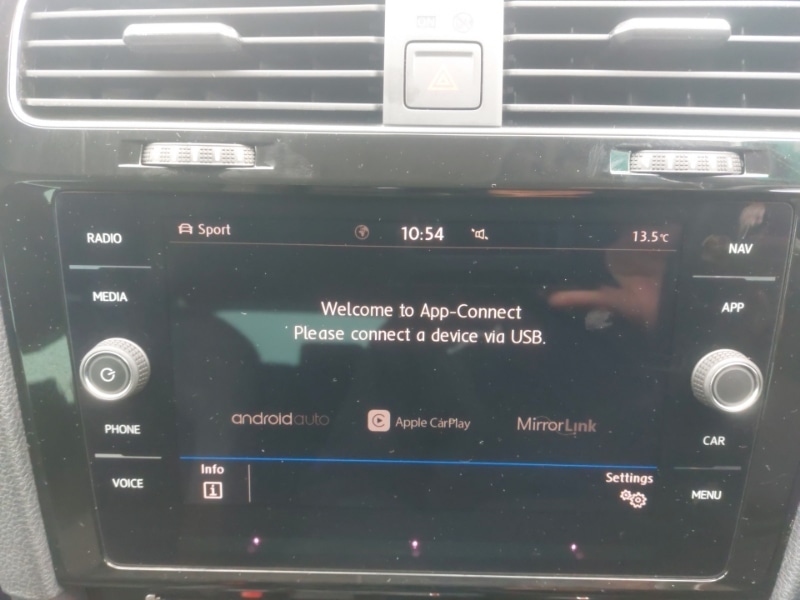 RADIO
MEDIA
PHONE
VOICE
Sport
10:54
13.5°C
Welcome to App-Connect
Please connect a device via USB.
androidauto
Apple CarPlay
MirrorLink
Info
Settings
NAV
APP
CAR
MENU